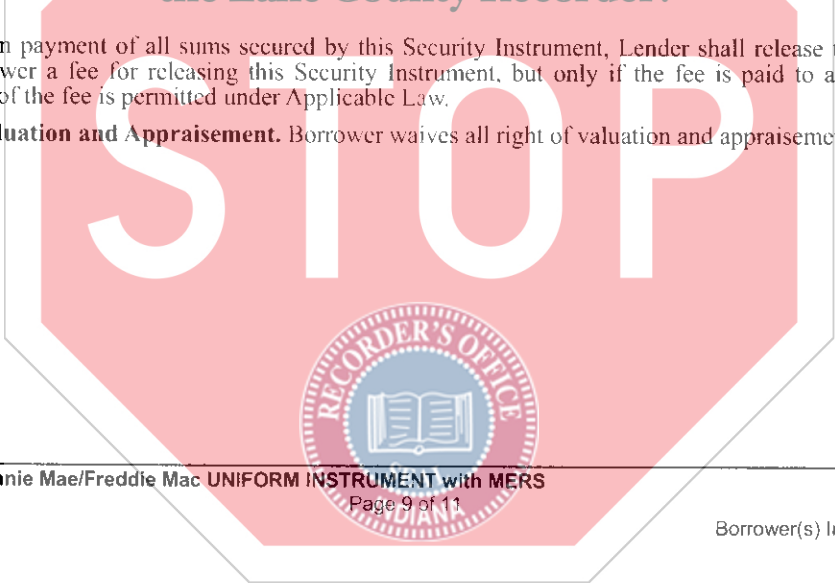 the Lake County Recorder!
n payment of all sums secured by this Security Instrument, Lender shall release
wer a fee for releasing this Security Instrument, but only if the fee is paid to a
of the fee is permitted under Applicable Law.
luation and Appraisement. Borrower waives all right of valuation and appraiseme
STOP
RECORDER'S OFFICE
SEAL
INDIANA
nnie Mae/Freddie Mac UNIFORM INSTRUMENT with MERS
Page 9 of 11
Borrower(s) I